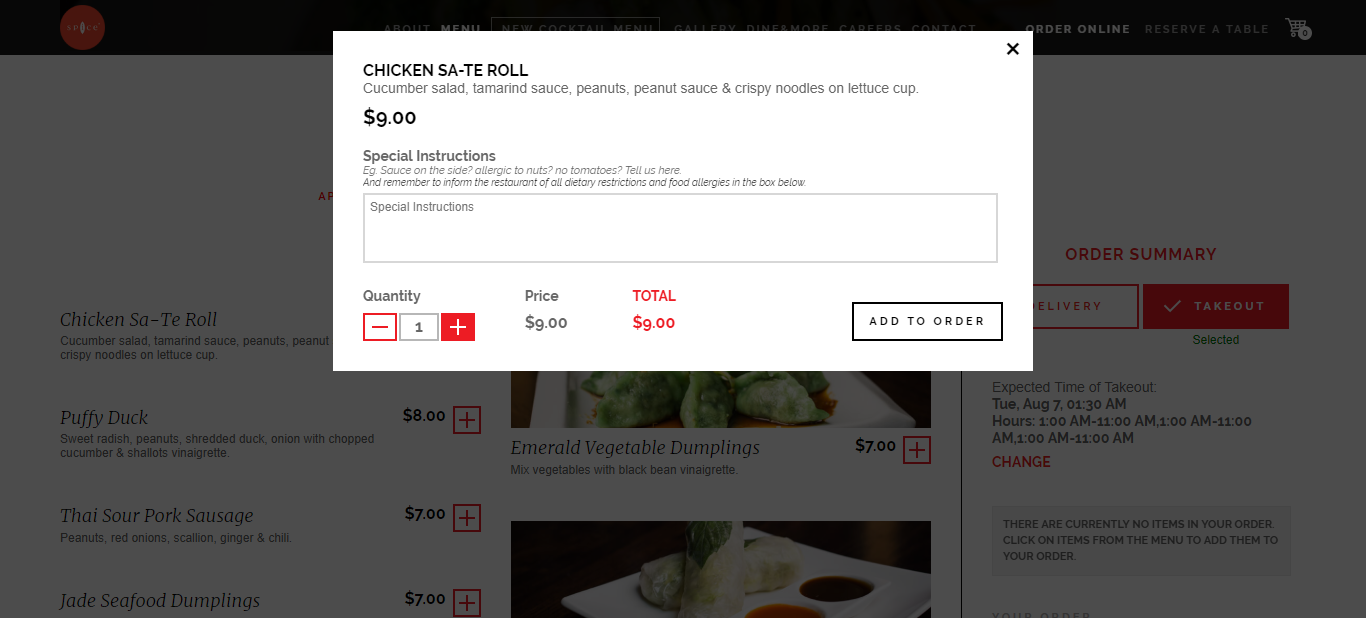 spice
ABOUT MENU NEW COCKTAIL MENU GALLERY DINE&MORE CAREERS CONTACT ORDER ONLINE RESERVE A TABLE 0
CHICKEN SA-TE ROLL
Cucumber salad, tamarind sauce, peanuts, peanut sauce & crispy noodles on lettuce cup.
$9.00
Special Instructions
Eg. Sauce on the side? allergic to nuts? no tomatoes? Tell us here.
And remember to inform the restaurant of all dietary restrictions and food allergies in the box below.
Special Instructions
Quantity Price TOTAL
1 $9.00 $9.00 ADD TO ORDER
AP
Chicken Sa-Te Roll
Cucumber salad, tamarind sauce, peanuts, peanut
crispy noodles on lettuce cup.
Puffy Duck $8.00
Sweet radish, peanuts, shredded duck, onion with chopped
cucumber & shallots vinaigrette.
Thai Sour Pork Sausage $7.00
Peanuts, red onions, scallion, ginger & chili.
Jade Seafood Dumplings $7.00
Emerald Vegetable Dumplings $7.00
Mix vegetables with black bean vinaigrette.
ORDER SUMMARY
ELIVERY TAKEOUT
Selected
Expected Time of Takeout:
Tue, Aug 7, 01:30 AM
Hours: 1:00 AM-11:00 AM,1:00 AM-11:00
AM,1:00 AM-11:00 AM
CHANGE
THERE ARE CURRENTLY NO ITEMS IN YOUR ORDER.
CLICK ON ITEMS FROM THE MENU TO ADD THEM TO
YOUR ORDER.
YOUR ORDER